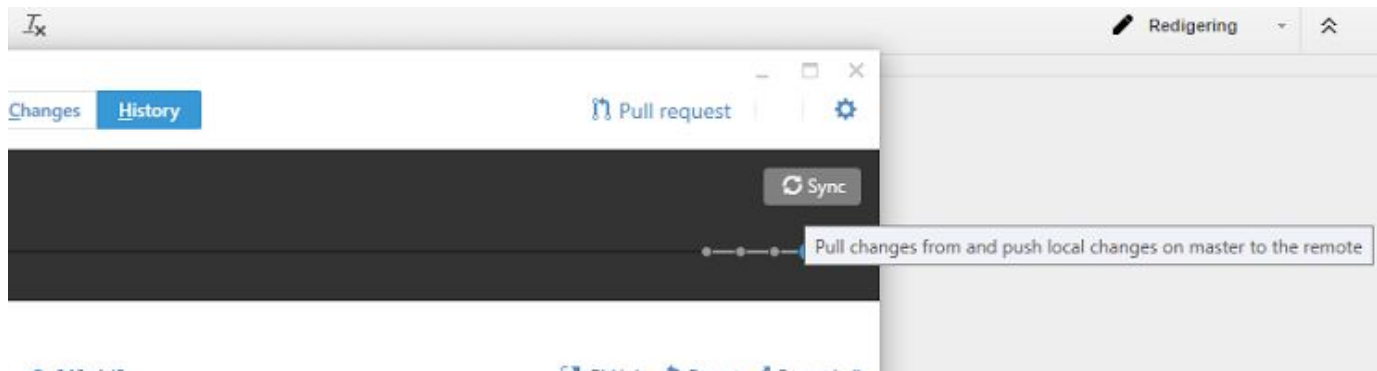 Redigering
Changes History Pull request
Sync
Pull changes from and push local changes on master to the remote